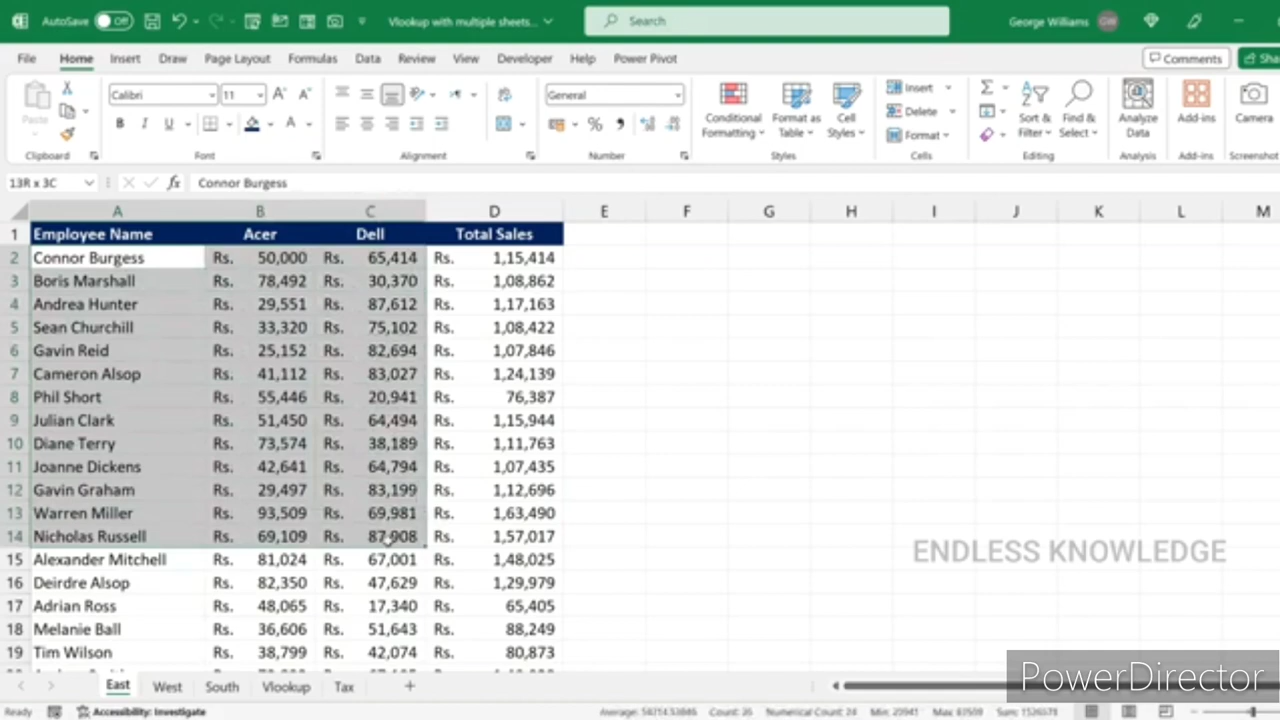 AutoSave Off Vlookup with multiple sheets... Search George Williams GW
File Home Insert Draw Page Layout Formulas Data Review View Developer Help Power Pivot Comments Sha
Paste Calibri 11 A A General Conditional Formatting Format as Table Cell Styles Insert Delete Format Sort & Filter Find & Select Analyze Data Add-ins Camera
B I U A %
Clipboard Font Alignment Number Styles Cells Editing Analysis Add-ins Screenshot
13R x 3C fx Connor Burgess
A B C D E F G H I J K L M
1 Employee Name Acer Dell Total Sales
2 Connor Burgess Rs. 50,000 Rs. 65,414 Rs. 1,15,414
3 Boris Marshall Rs. 78,492 Rs. 30,370 Rs. 1,08,862
4 Andrea Hunter Rs. 29,551 Rs. 87,612 Rs. 1,17,163
5 Sean Churchill Rs. 33,320 Rs. 75,102 Rs. 1,08,422
6 Gavin Reid Rs. 25,152 Rs. 82,694 Rs. 1,07,846
7 Cameron Alsop Rs. 41,112 Rs. 83,027 Rs. 1,24,139
8 Phil Short Rs. 55,446 Rs. 20,941 Rs. 76,387
9 Julian Clark Rs. 51,450 Rs. 64,494 Rs. 1,15,944
10 Diane Terry Rs. 73,574 Rs. 38,189 Rs. 1,11,763
11 Joanne Dickens Rs. 42,641 Rs. 64,794 Rs. 1,07,435
12 Gavin Graham Rs. 29,497 Rs. 83,199 Rs. 1,12,696
13 Warren Miller Rs. 93,509 Rs. 69,981 Rs. 1,63,490
14 Nicholas Russell Rs. 69,109 Rs. 87,908 Rs. 1,57,017
15 Alexander Mitchell Rs. 81,024 Rs. 67,001 Rs. 1,48,025
ENDLESS KNOWLEDGE
16 Deirdre Alsop Rs. 82,350 Rs. 47,629 Rs. 1,29,979
17 Adrian Ross Rs. 48,065 Rs. 17,340 Rs. 65,405
18 Melanie Ball Rs. 36,606 Rs. 51,643 Rs. 88,249
19 Tim Wilson Rs. 38,799 Rs. 42,074 Rs. 80,873
PowerDirector
East West South Vlookup Tax
Ready Accessibility: Investigate Average: Count: Numerical Count: Min: Max: Sum: